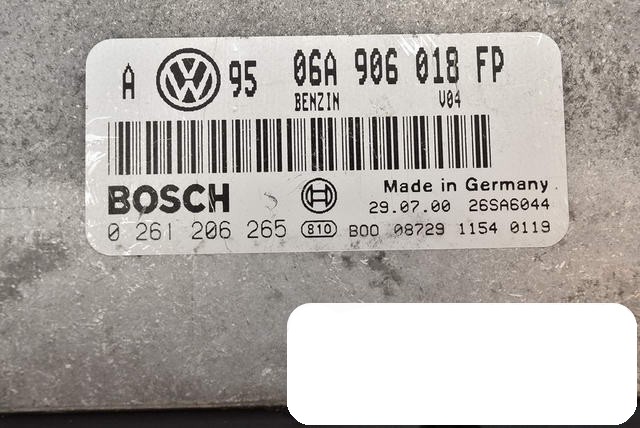 A VW 95 06A 906 018 FP
BENZIN V04
BOSCH Made in Germany
29.07.00 26SA6044
0 261 206 265 810 B00 08729 1154 0119